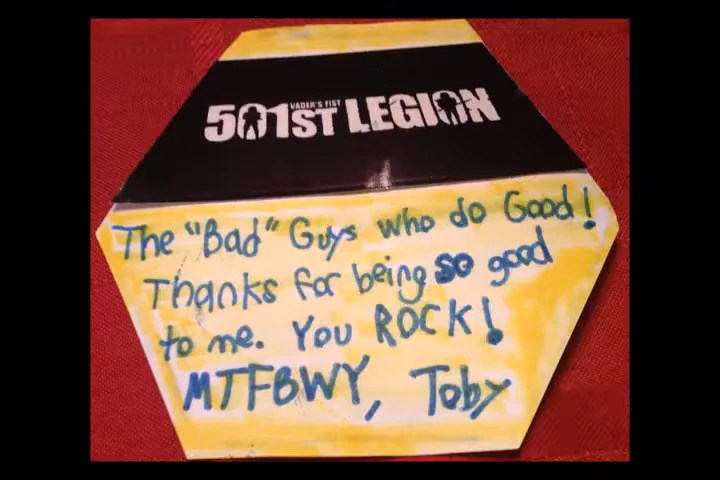 VADER'S FIST
501ST LEGION
The "Bad" Guys who do Good!
Thanks for being so good
to me. You ROCK!
MTFBWY, Toby